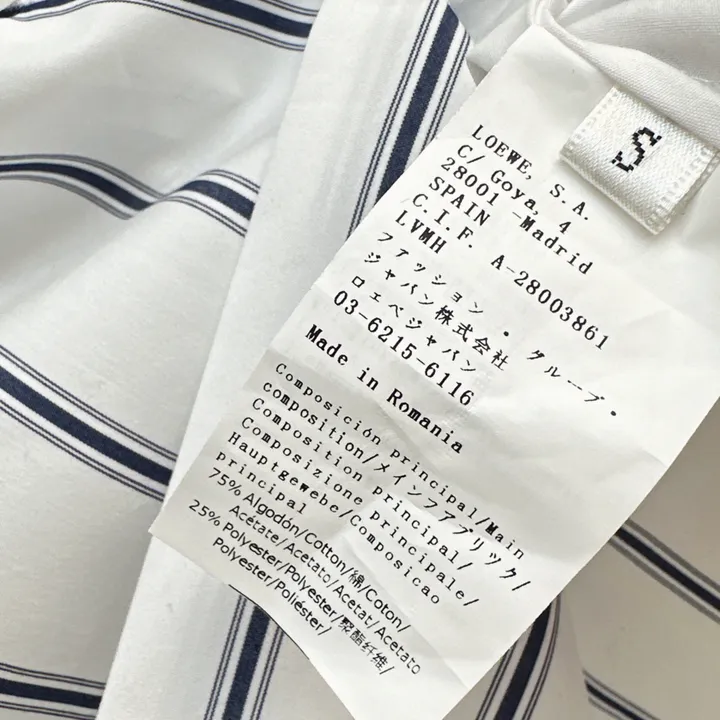 S
LOEWE, S.A.
C/ Goya, 4
28001 -Madrid
SPAIN
C.I.F. A-28003861
LVMH
ファッション・グループ・
ジャパン株式会社
ロエベジャパン
03-6215-6116
Made in Romania
Composición principal/Main
composition/メインファブリック/
Composition principal/
Composizione principale/
Hauptgewebe/Composicao
principal
75% Algodón/Cotton/綿/Coton/
Acétate/Acetato/Acetat/Acetato
25% Polyester/Polyester/聚酯纤维/
Polyester/Poliéster/